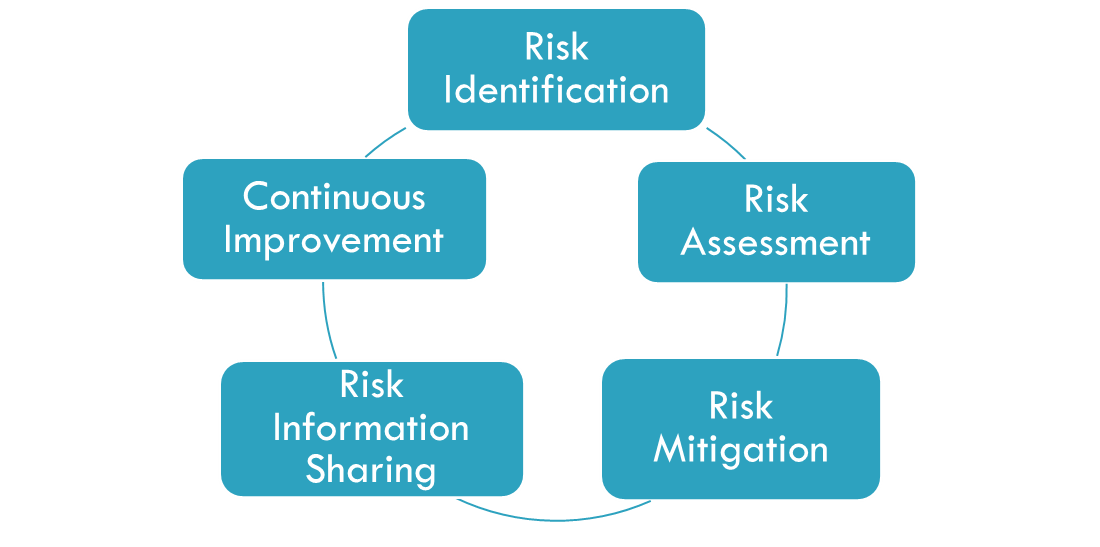 Risk
Identification
Risk
Assessment
Risk
Mitigation
Risk
Information
Sharing
Continuous
Improvement